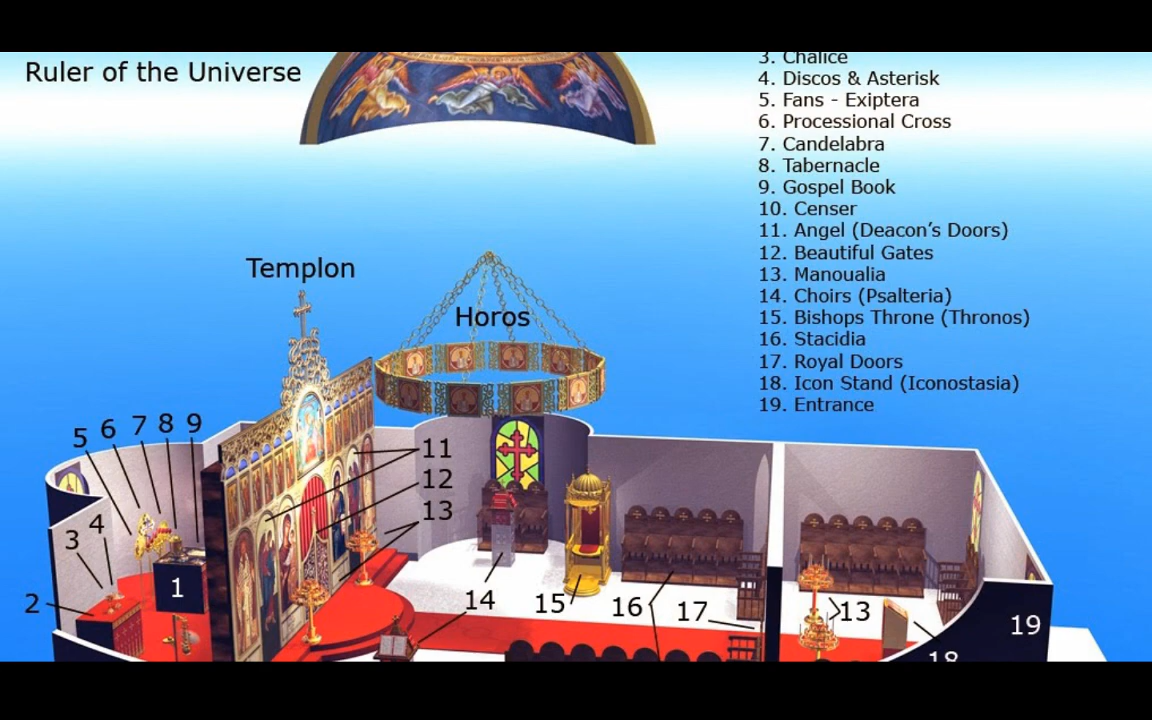 Ruler of the Universe
3. Chalice
4. Discos & Asterisk
5. Fans - Exiptera
6. Processional Cross
7. Candelabra
8. Tabernacle
9. Gospel Book
10. Censer
11. Angel (Deacon's Doors)
12. Beautiful Gates
13. Manoualia
14. Choirs (Psalteria)
15. Bishops Throne (Thronos)
16. Stacidia
17. Royal Doors
18. Icon Stand (Iconostasia)
19. Entrance
Templon
Horos
5 6 7 8 9
11
12
13
3 4
1
2
14 15 16 17 13 19
18